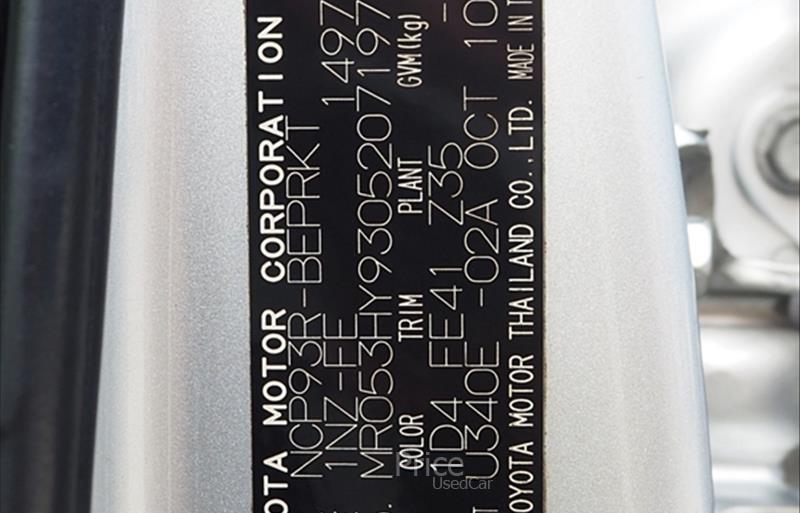 OTA MOTOR CORPORATION
NCP93R-BEPRKT
1NZ-FE 1497
MR053HY9305207197
COLOR TRIM PLANT GVM(kg)
1D4 FE41 Z35 -
U340E -02A OCT 10
TOYOTA MOTOR THAILAND CO.,LTD. MADE IN T
Price
UsedCar